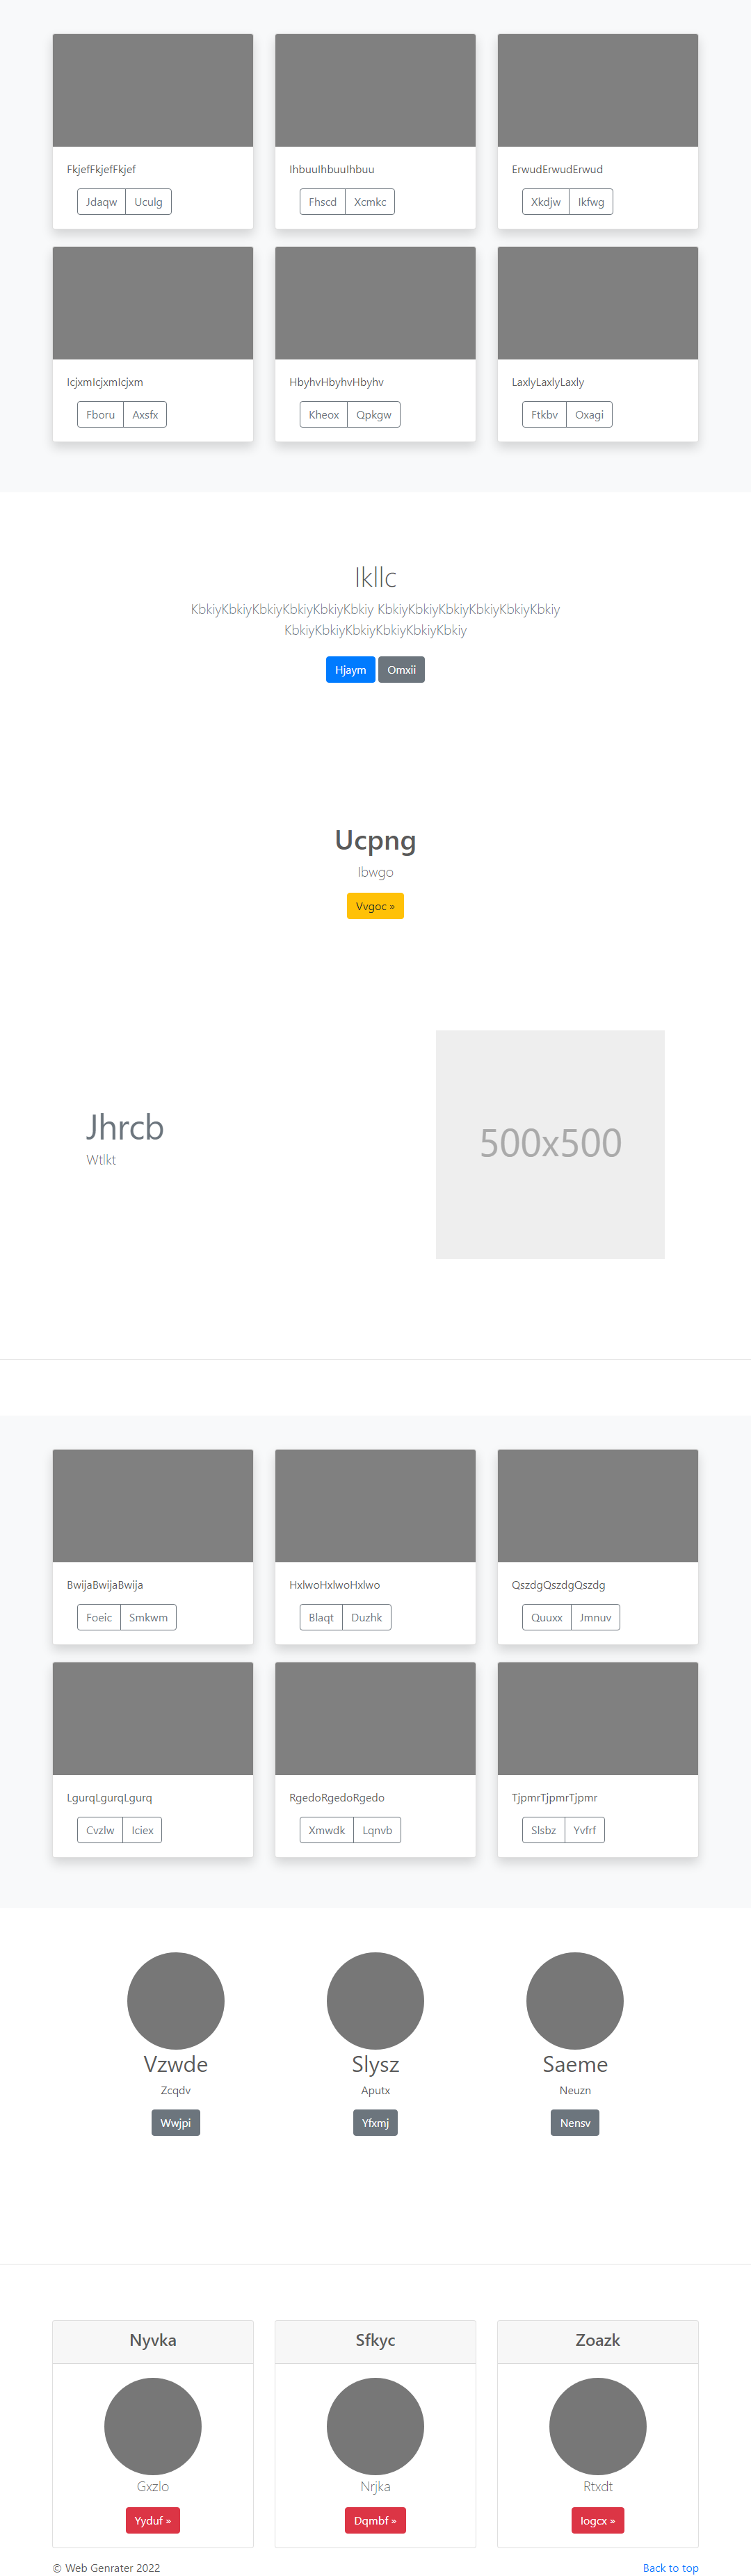 FkjefFkjefFkjef
Jdaqw Uculg
IhbuuIhbuuIhbuu
Fhscd Xcmkc
ErwudErwudErwud
Xkdjw Ikfwg
IcjxmIcjxmIcjxm
Fboru Axsfx
HbyhvHbyhvHbyhv
Kheox Qpkgw
LaxlyLaxlyLaxly
Ftkbv Oxagi
Ikllc
KbkiyKbkiyKbkiyKbkiyKbkiyKbkiy KbkiyKbkiyKbkiyKbkiyKbkiyKbkiy
KbkiyKbkiyKbkiyKbkiyKbkiyKbkiy
Hjaym Omxii
Ucpng
Ibwgo
Vvgoc »
Jhrcb
Wtlkt
500x500
BwijaBwijaBwija
Foeic Smkwm
HxlwoHxlwoHxlwo
Blaqt Duzhk
QszdgQszdgQszdg
Quuxx Jmnuv
LgurqLgurqLgurq
Cvzlw Iciex
RgedoRgedoRgedo
Xmwdk Lqnvb
TjpmrTjpmrTjpmr
Slsbz Yvfrf
Vzwde
Zcqdv
Wwjpi
Slysz
Aputx
Yfxmj
Saeme
Neuzn
Nensv
Nyvka
Gxzlo
Yyduf »
Sfkyc
Nrjka
Dqmbf »
Zoazk
Rtxdt
Iogcx »
© Web Genrater 2022
Back to top